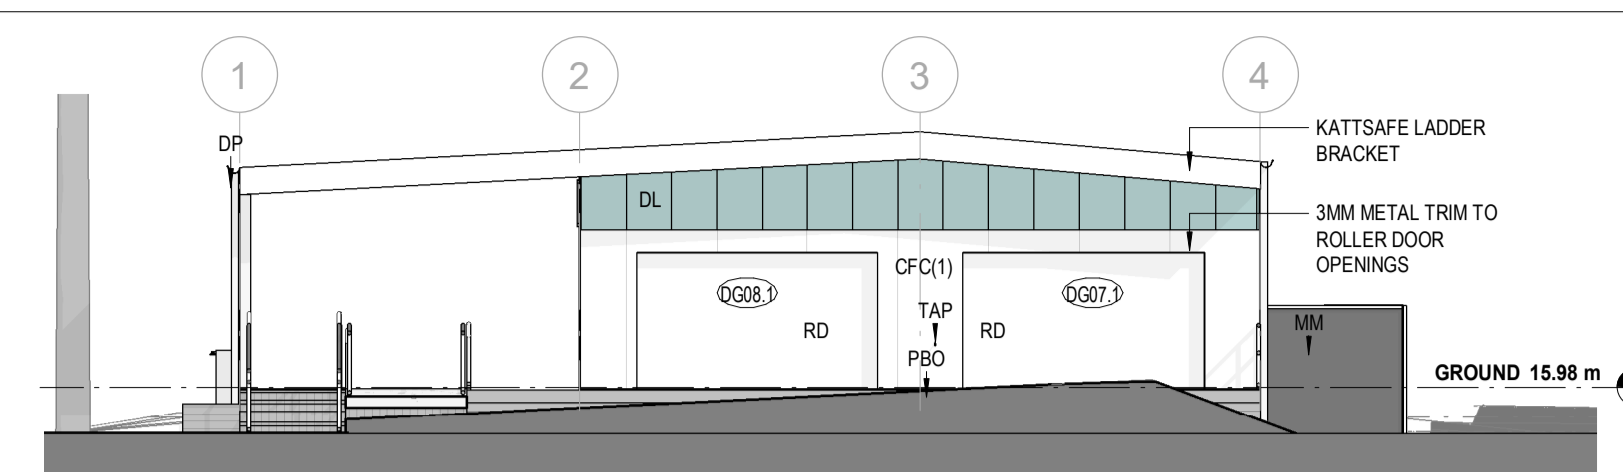 1 2 3 4
DP
KATTSAFE LADDER
BRACKET
DL
3MM METAL TRIM TO
ROLLER DOOR
OPENINGS
CFC(1)
DG08.1
DG07.1
TAP
RD
RD
MM
PBO
GROUND 15.98 m